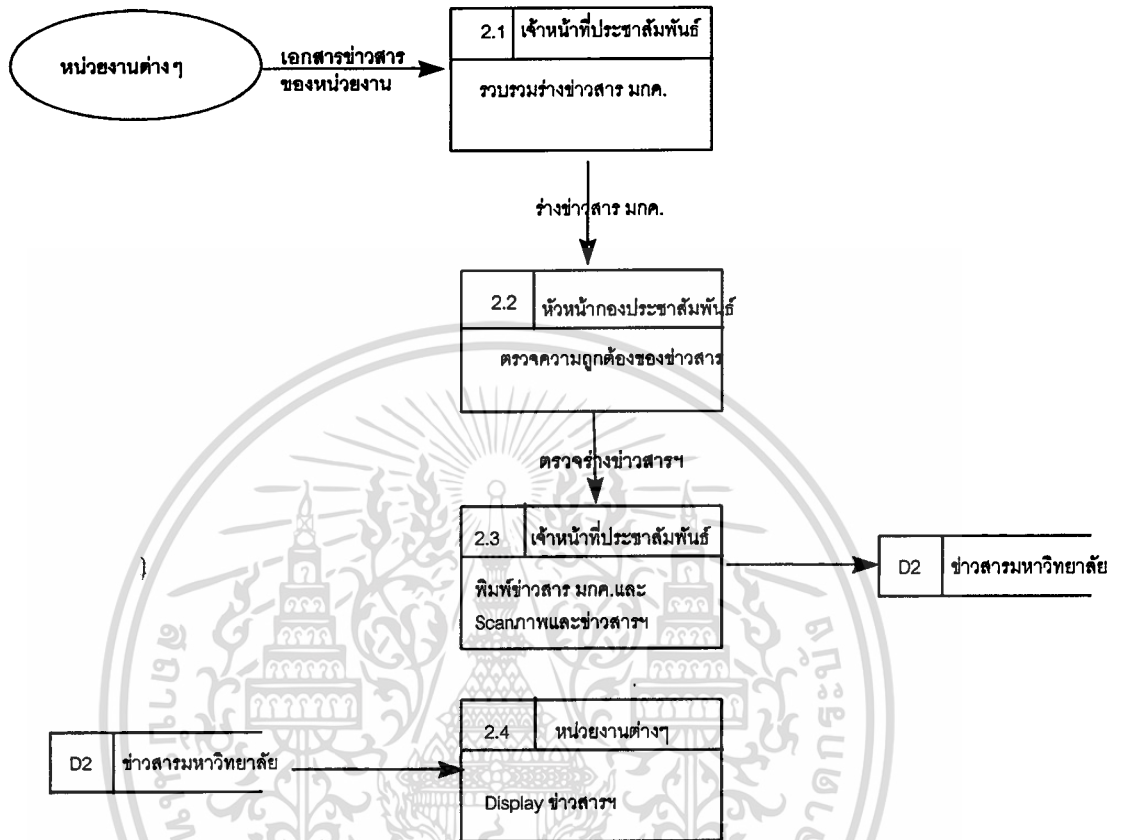 หน่วยงานต่างๆ
เอกสารข่าวสาร
ของหน่วยงาน
2.1 เจ้าหน้าที่ประชาสัมพันธ์
รวบรวมร่างข่าวสาร มกค.
ร่างข่าวสาร มกค.
2.2 หัวหน้ากองประชาสัมพันธ์
ตรวจความถูกต้องของข่าวสาร
ตรวจร่างข่าวสารฯ
2.3 เจ้าหน้าที่ประชาสัมพันธ์
พิมพ์ข่าวสาร มกค.และ
Scanภาพและข่าวสารฯ
D2 ข่าวสารมหาวิทยาลัย
2.4 หน่วยงานต่างๆ
D2 ข่าวสารมหาวิทยาลัย
Display ข่าวสารฯ